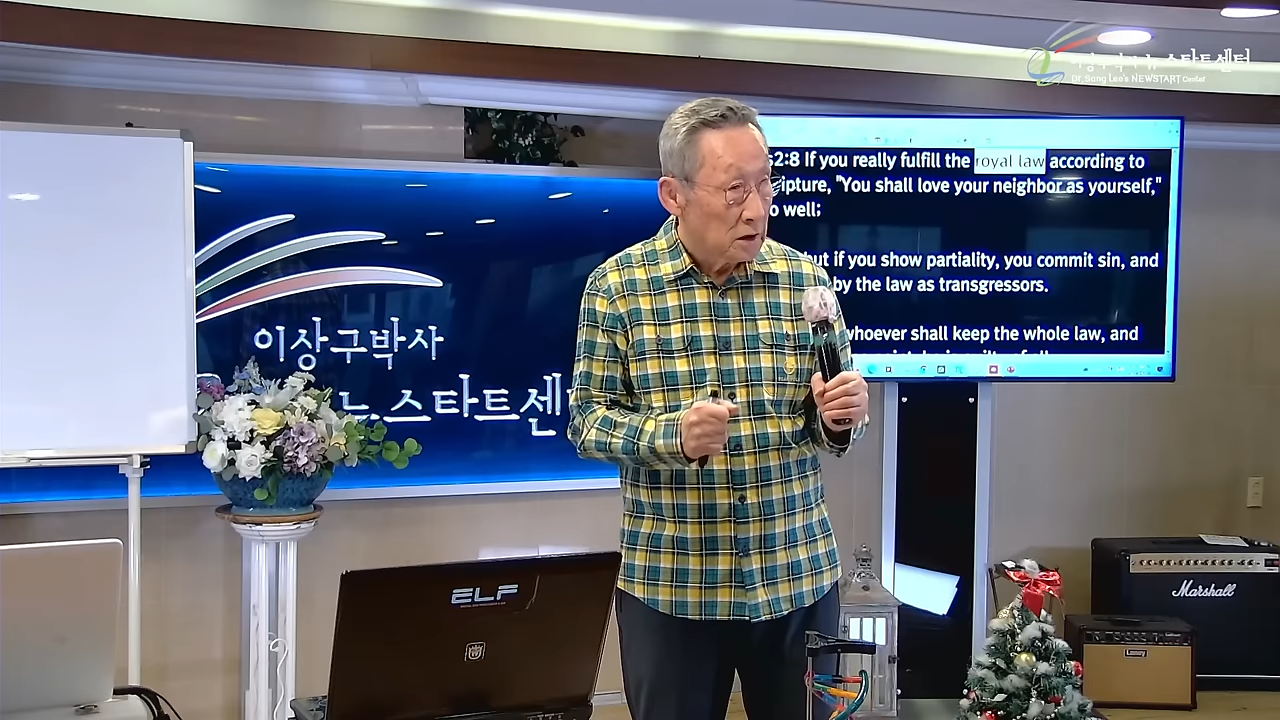 스타트센터
Dr. Sang Lee's NEWSTART Center
s2:8 If you really fulfill the royal law according to
ipture, "You shall love your neighbor as yourself,"
o well;
but if you show partiality, you commit sin, and
by the law as transgressors.
whoever shall keep the whole law, and
이상구박사
뉴스타트센
ELF
Marshall
Laney